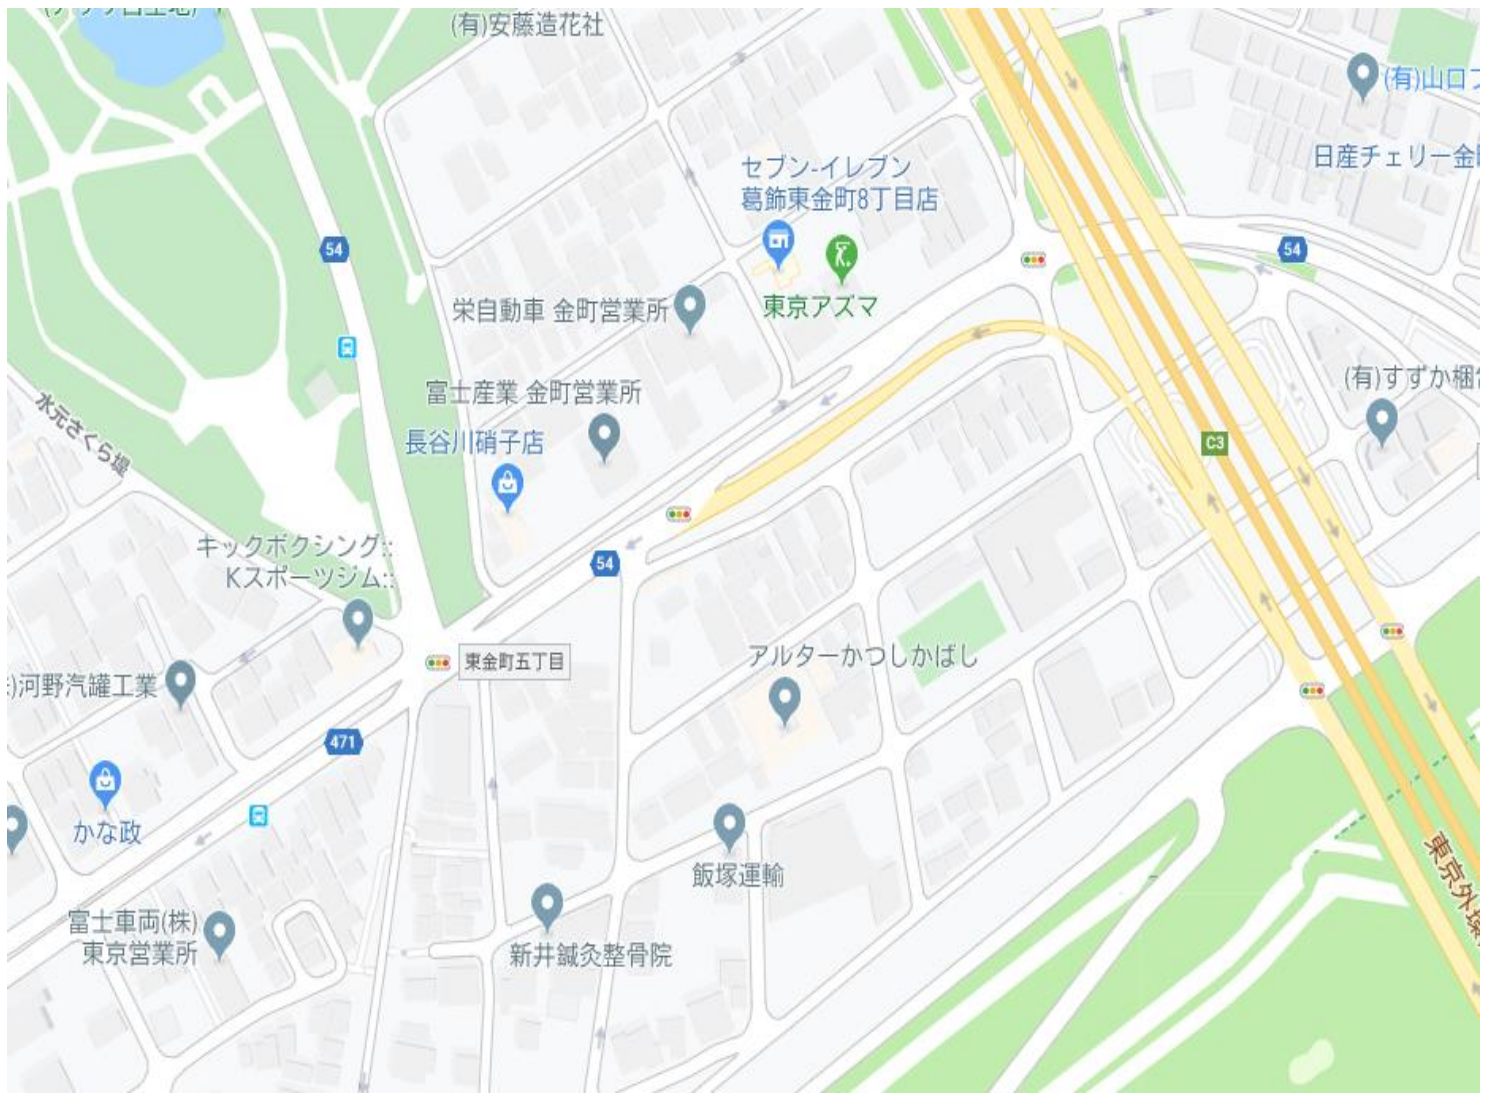 (有)安藤造花社
(有)山口フ
日産チェリー金
セブン-イレブン
葛飾東金町8丁目店
54
54
栄自動車 金町営業所
東京アズマ
富士産業 金町営業所
(有)すずか梱
水元さくら堤
長谷川硝子店
C3
キックボクシング::
Kスポーツジム::
54
東金町五丁目
アルターかつしかばし
)河野汽罐工業
471
かな政
飯塚運輸
東京外環
富士車両(株)
東京営業所
新井鍼灸整骨院